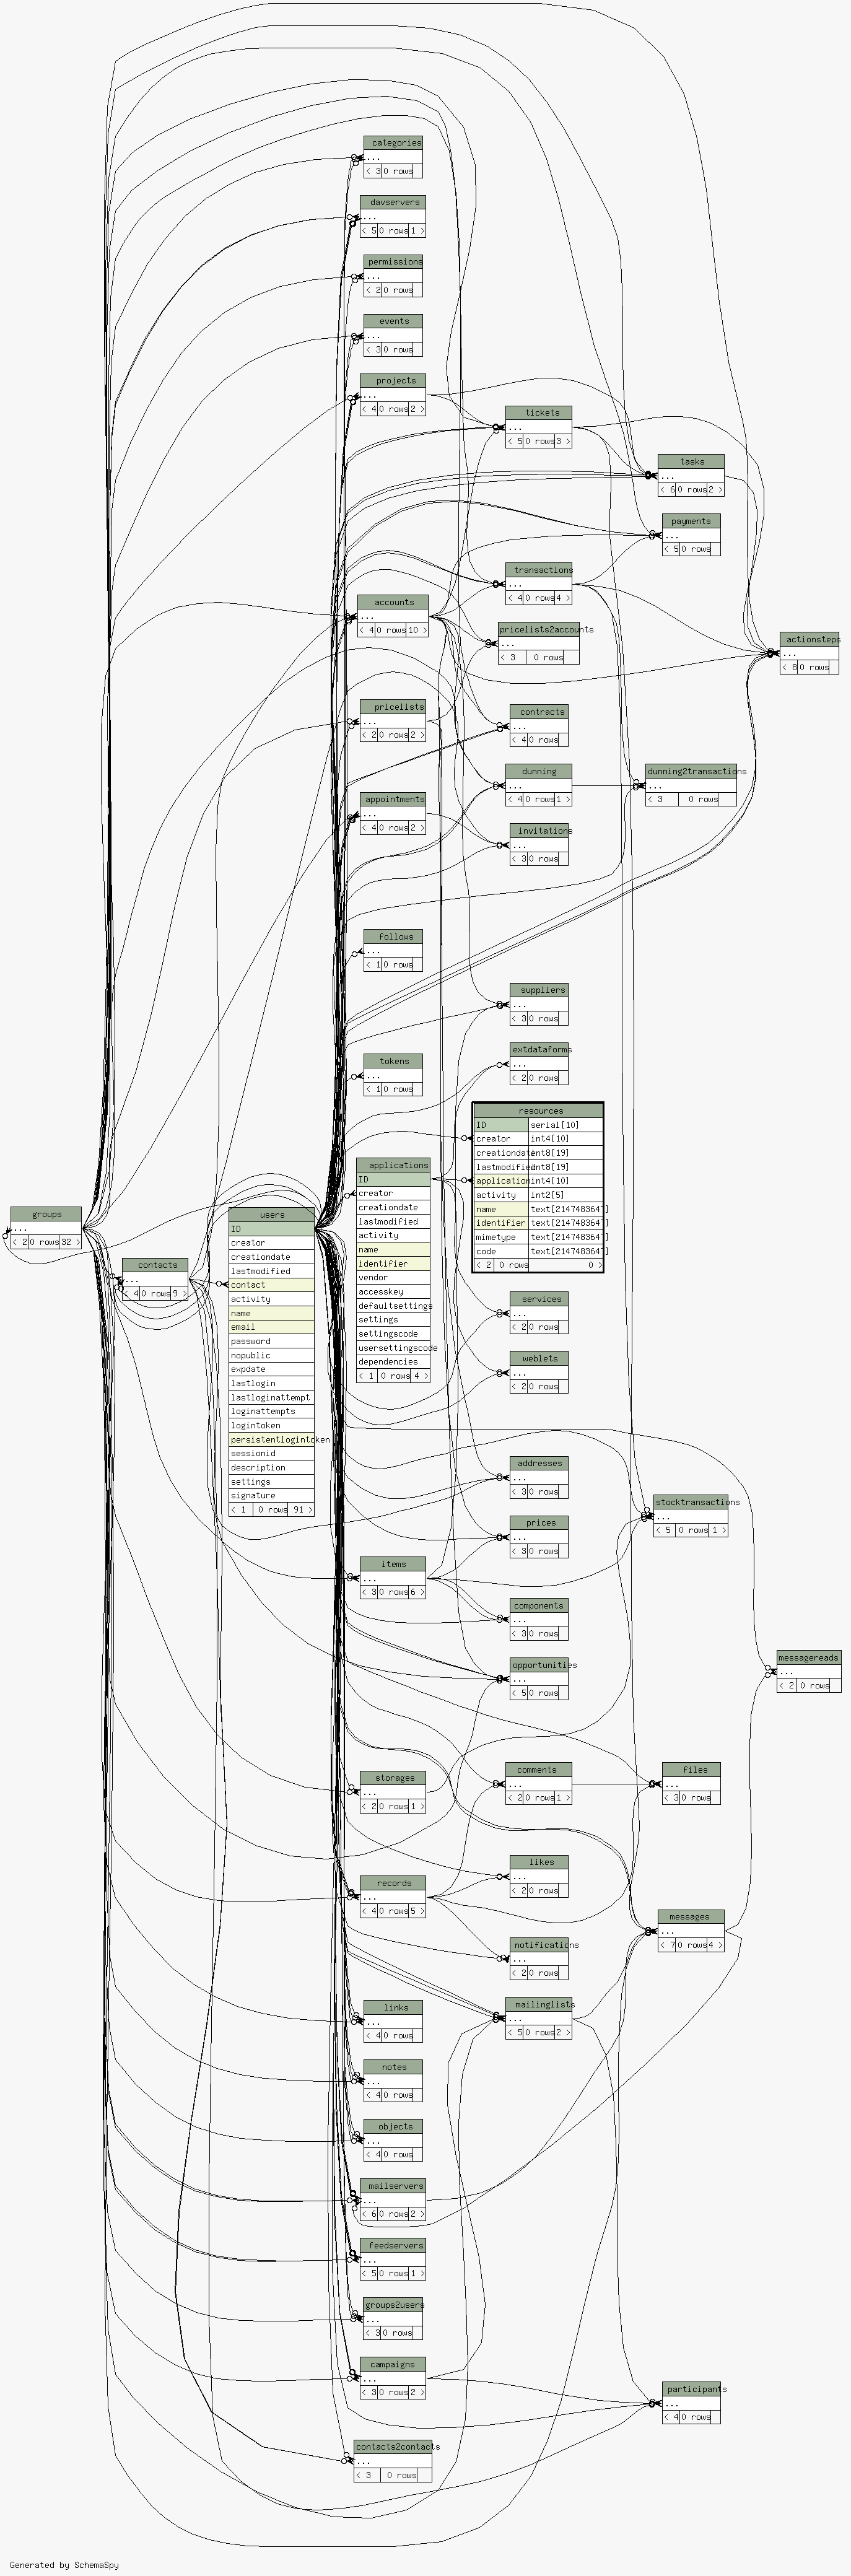 categories
...
< 3 0 rows
davservers
...
< 5 0 rows 1 >
permissions
...
< 2 0 rows
events
...
< 3 0 rows
projects
...
< 4 0 rows 2 >
tickets
...
< 5 0 rows 3 >
tasks
...
< 6 0 rows 2 >
payments
...
< 5 0 rows
transactions
...
< 4 0 rows 4 >
accounts
...
< 4 0 rows 10 >
pricelists2accounts
...
< 3 0 rows
actionsteps
...
< 8 0 rows
pricelists
...
< 2 0 rows 2 >
contracts
...
< 4 0 rows
dunning
...
< 4 0 rows 1 >
dunning2transactions
...
< 3 0 rows
appointments
...
< 4 0 rows 2 >
invitations
...
< 3 0 rows
follows
...
< 1 0 rows
suppliers
...
< 3 0 rows
extdataforms
...
< 2 0 rows
tokens
...
< 1 0 rows
resources
ID serial[10]
creator int4[10]
creationdate int8[19]
lastmodified int8[19]
application int4[10]
activity int2[5]
name text[2147483647]
identifier text[2147483647]
mimetype text[2147483647]
code text[2147483647]
< 2 0 rows 0 >
applications
ID
creator
creationdate
lastmodified
activity
name
identifier
vendor
accesskey
defaultsettings
settings
settingscode
usersettingscode
dependencies
< 1 0 rows 4 >
groups
...
< 2 0 rows 32 >
contacts
...
< 4 0 rows 9 >
users
ID
creator
creationdate
lastmodified
contact
activity
name
email
password
nopublic
expdate
lastlogin
lastloginattempt
loginattempts
logintoken
persistentlogintoken
sessionid
description
settings
signature
< 1 0 rows 91 >
services
...
< 2 0 rows
weblets
...
< 2 0 rows
addresses
...
< 3 0 rows
stocktransactions
...
< 5 0 rows 1 >
prices
...
< 3 0 rows
items
...
< 3 0 rows 6 >
components
...
< 3 0 rows
opportunities
...
< 5 0 rows
messagereads
...
< 2 0 rows
storages
...
< 2 0 rows 1 >
comments
...
< 2 0 rows 1 >
files
...
< 3 0 rows
likes
...
< 2 0 rows
records
...
< 4 0 rows 5 >
messages
...
< 7 0 rows 4 >
notifications
...
< 2 0 rows
links
...
< 4 0 rows
mailinglists
...
< 5 0 rows 2 >
notes
...
< 4 0 rows
objects
...
< 4 0 rows
mailservers
...
< 6 0 rows 2 >
feedservers
...
< 5 0 rows 1 >
groups2users
...
< 3 0 rows
campaigns
...
< 3 0 rows 2 >
participants
...
< 4 0 rows
contacts2contacts
...
< 3 0 rows
Generated by SchemaSpy